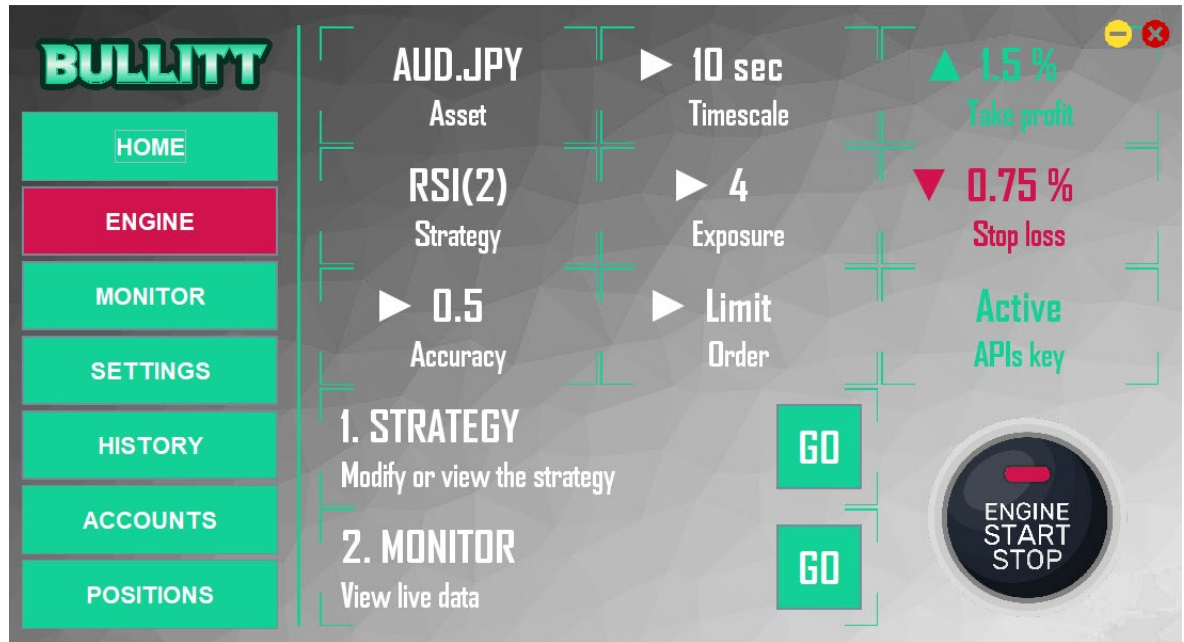 BULLITT
HOME
ENGINE
MONITOR
SETTINGS
HISTORY
ACCOUNTS
POSITIONS
AUD.JPY
Asset
10 sec
Timescale
1.5 %
Take profit
RSI(2)
Strategy
4
Exposure
0.75 %
Stop loss
0.5
Accuracy
Limit
Order
Active
APIs key
1. STRATEGY
Modify or view the strategy
GO
2. MONITOR
View live data
GO
ENGINE
START
STOP